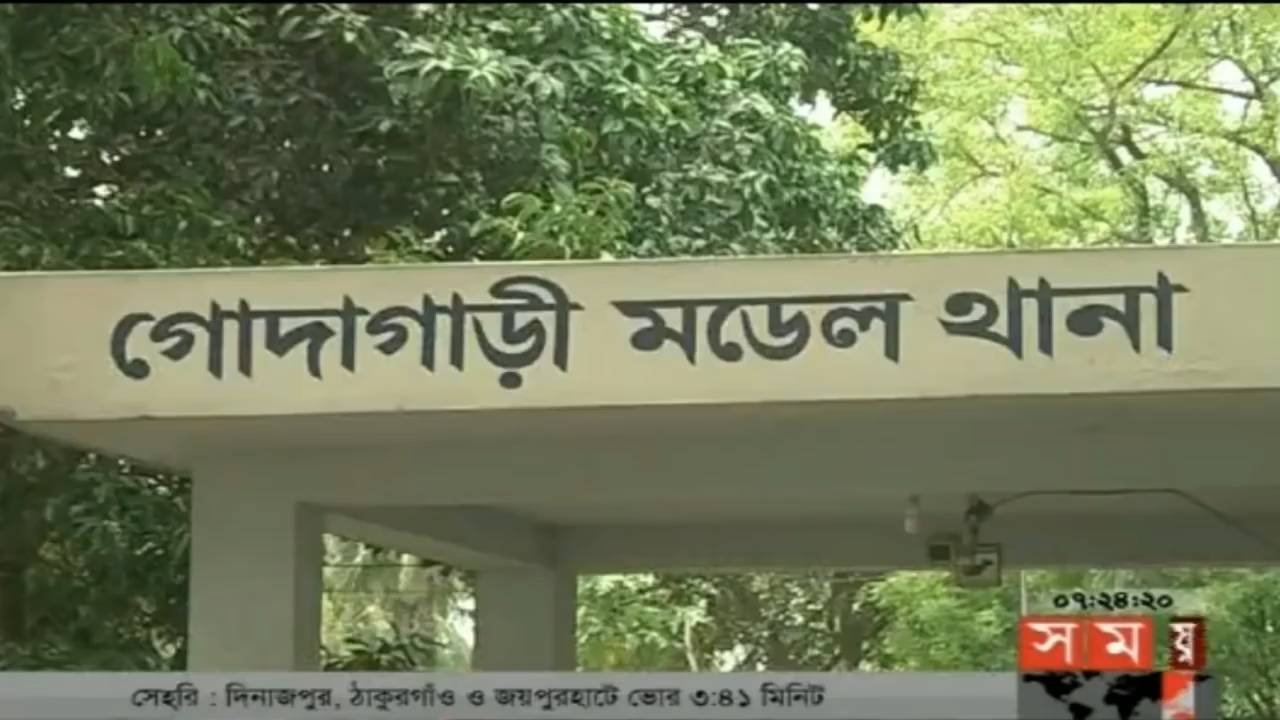 গোদাগাড়ী মডেল থানা
০৭:২৪:২০
সময়
সেহরি : দিনাজপুর, ঠাকুরগাঁও ও জয়পুরহাটে ভোর ৩:৪১ মিনিট